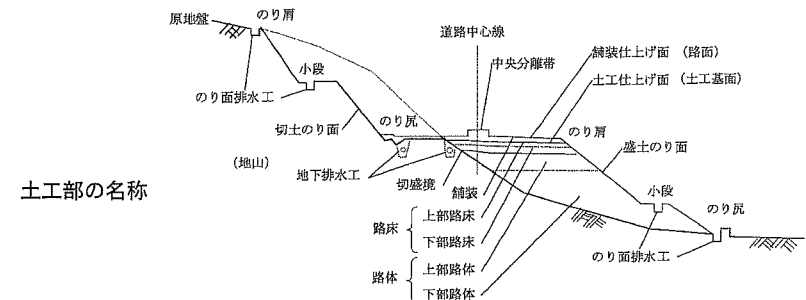 原地盤
のり肩
道路中心線
舗装仕上げ面 (路面)
中央分離帯
小段
土工仕上げ面 (土工基面)
のり面排水工
のり尻
のり肩
切土のり面
盛土のり面
(地山)
地下排水工
切盛境
舗装
小段
土工部の名称
のり尻
路床
上部路床
下部路床
のり面排水工
路体
上部路体
下部路体